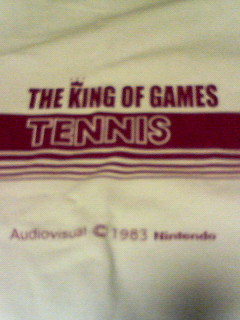 THE KING OF GAMES
TENNIS
Audiovisual © 1983 Nintendo